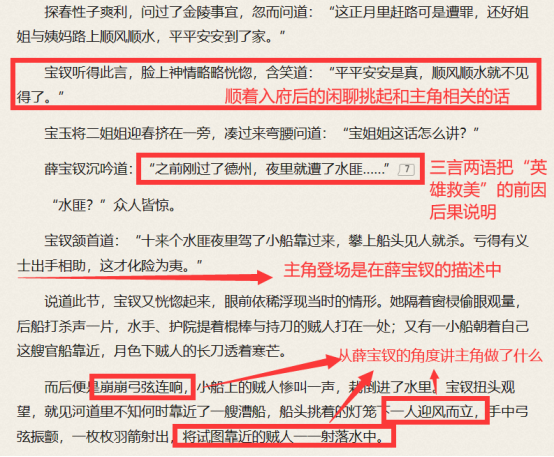 探春性子爽利，问过了金陵事宜，忽而问道：“这正月里赶路可是遭罪，还好姐
姐与姨妈路上顺风顺水，平平安安到了家。”
宝钗听得此言，脸上神情略略恍惚，含笑道：“平平安安是真，顺风顺水就不见
得了。”
顺着入府后的闲聊挑起和主角相关的话
宝玉将二姐姐迎春挤在一旁，凑过来弯腰问道：“宝姐姐这话怎么讲？”
薛宝钗沉吟道：“之前刚过了德州，夜里就遭了水匪……” 7
三言两语把“英
雄救美”的前因
后果说明
“水匪？”众人皆惊。
薛宝钗颔首道：“十来个水匪夜里驾了小船靠过来，攀上船头见人就杀。亏得有义
士出手相助，这才化险为夷。”
主角登场是在薛宝钗的描述中
说道此节，宝钗又恍惚起来，眼前依稀浮现当时的情形。她隔着窗棂偷眼观量，
后船打杀声一片，水手、护院提着棍棒与持刀的贼人打在一处；又有一小船朝着自己
这艘官船靠近，月色下贼人的长刀透着寒芒。
从薛宝钗的角度讲主角做了什么
而后便是崩崩弓弦连响，小船上的贼人惨叫一声，栽倒进了水里。宝钗扭头观
望，就见河道里不知何时靠近了一艘漕船，船头挑着的灯笼下一人迎风而立，手中弓
弦振颤，一枚枚羽箭射出，将试图靠近的贼人一一射落水中。